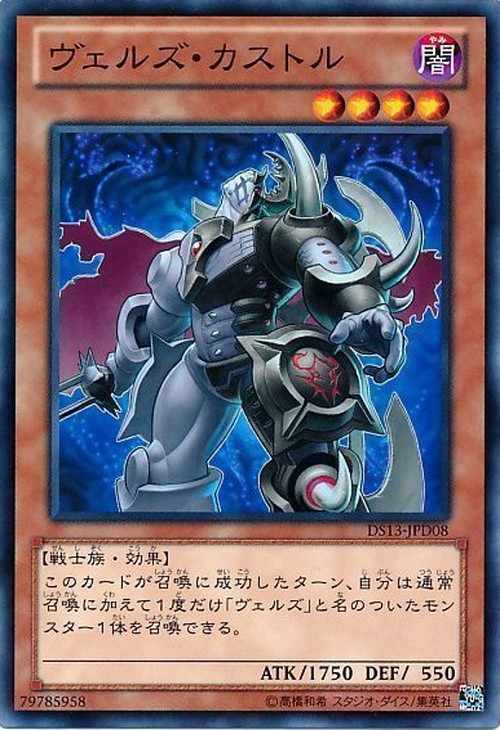 ヴェルズ・カストル
闇
やみ
DS13-JPD08
【戦士族・効果】
このカードが召喚に成功したターン、自分は通常
召喚に加えて1度だけ「ヴェルズ」と名のついたモン
スター1体を召喚できる。
ATK/1750 DEF/ 550
79785958
©高橋和希 スタジオ・ダイス/集英社